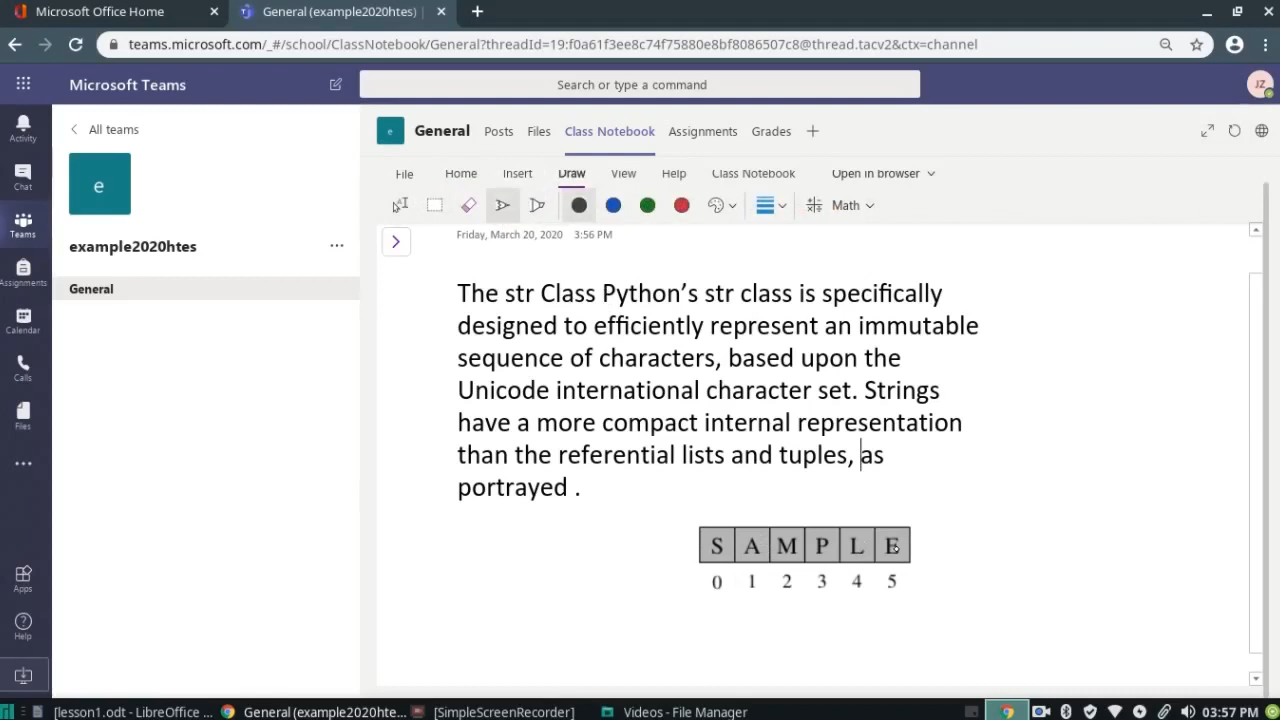 Microsoft Office Home
General (example2020htes) |
teams.microsoft.com/_#/school/ClassNotebook/General?threadId=19:f0a61f3ee8c74f75880e8bf8086507c8@thread.tacv2&ctx=channel
Microsoft Teams
Search or type a command
JZ
Activity
Chat
Teams
Assignments
Calendar
Calls
Files
Apps
Help
All teams
e
example2020htes
General
e
General Posts Files Class Notebook Assignments Grades
File Home Insert Draw View Help Class Notebook Open in browser
Math
Friday, March 20, 2020 3:56 PM
The str Class Python’s str class is specifically
designed to efficiently represent an immutable
sequence of characters, based upon the
Unicode international character set. Strings
have a more compact internal representation
than the referential lists and tuples, as
portrayed .
S A M P L E
0 1 2 3 4 5
[lesson1.odt - LibreOffice ...
General (example2020hte...
[SimpleScreenRecorder]
Videos - File Manager
03:57 PM